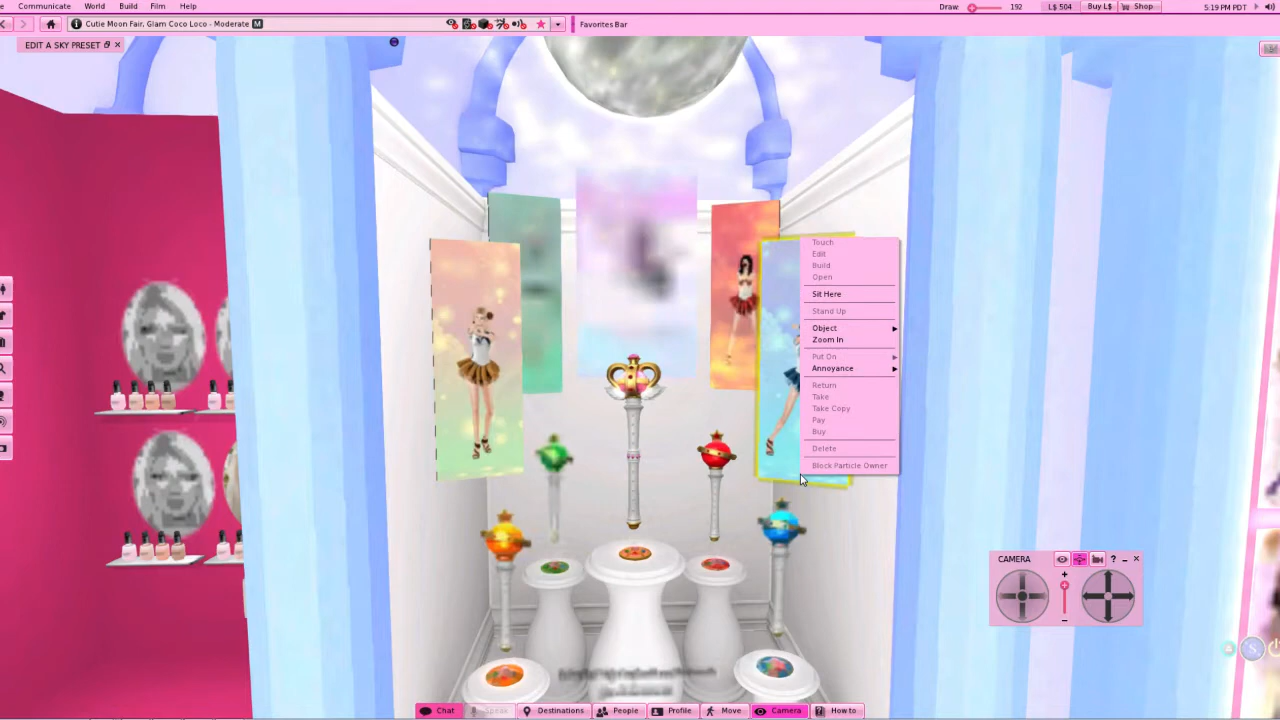 Communicate World Build Film Help
Draw: 192 L$ 504 Buy L$ Shop 5:19 PM PDT
Cutie Moon Fair, Glam Coco Loco - Moderate M
Favorites Bar
EDIT A SKY PRESET
Touch
Edit
Build
Open
Sit Here
Stand Up
Object
Zoom In
Put On
Annoyance
Return
Take
Take Copy
Pay
Buy
Delete
Block Particle Owner
CAMERA
Chat Speak Destinations People Profile Move Camera How to